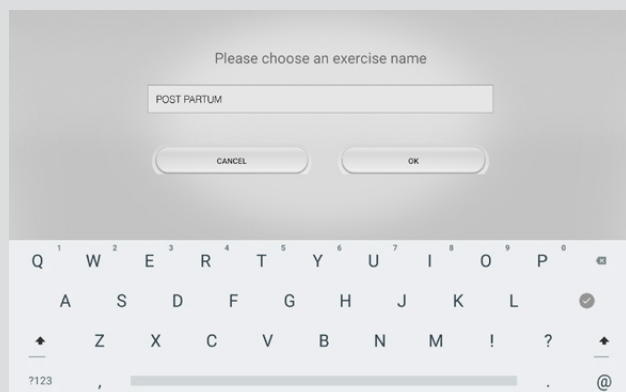 Please choose an exercise name
POST PARTUM
CANCEL OK
1 2 3 4 5 6 7 8 9 0
Q W E R T Y U I O P
A S D F G H J K L
Z X C V B N M ! ?
?123 , . @